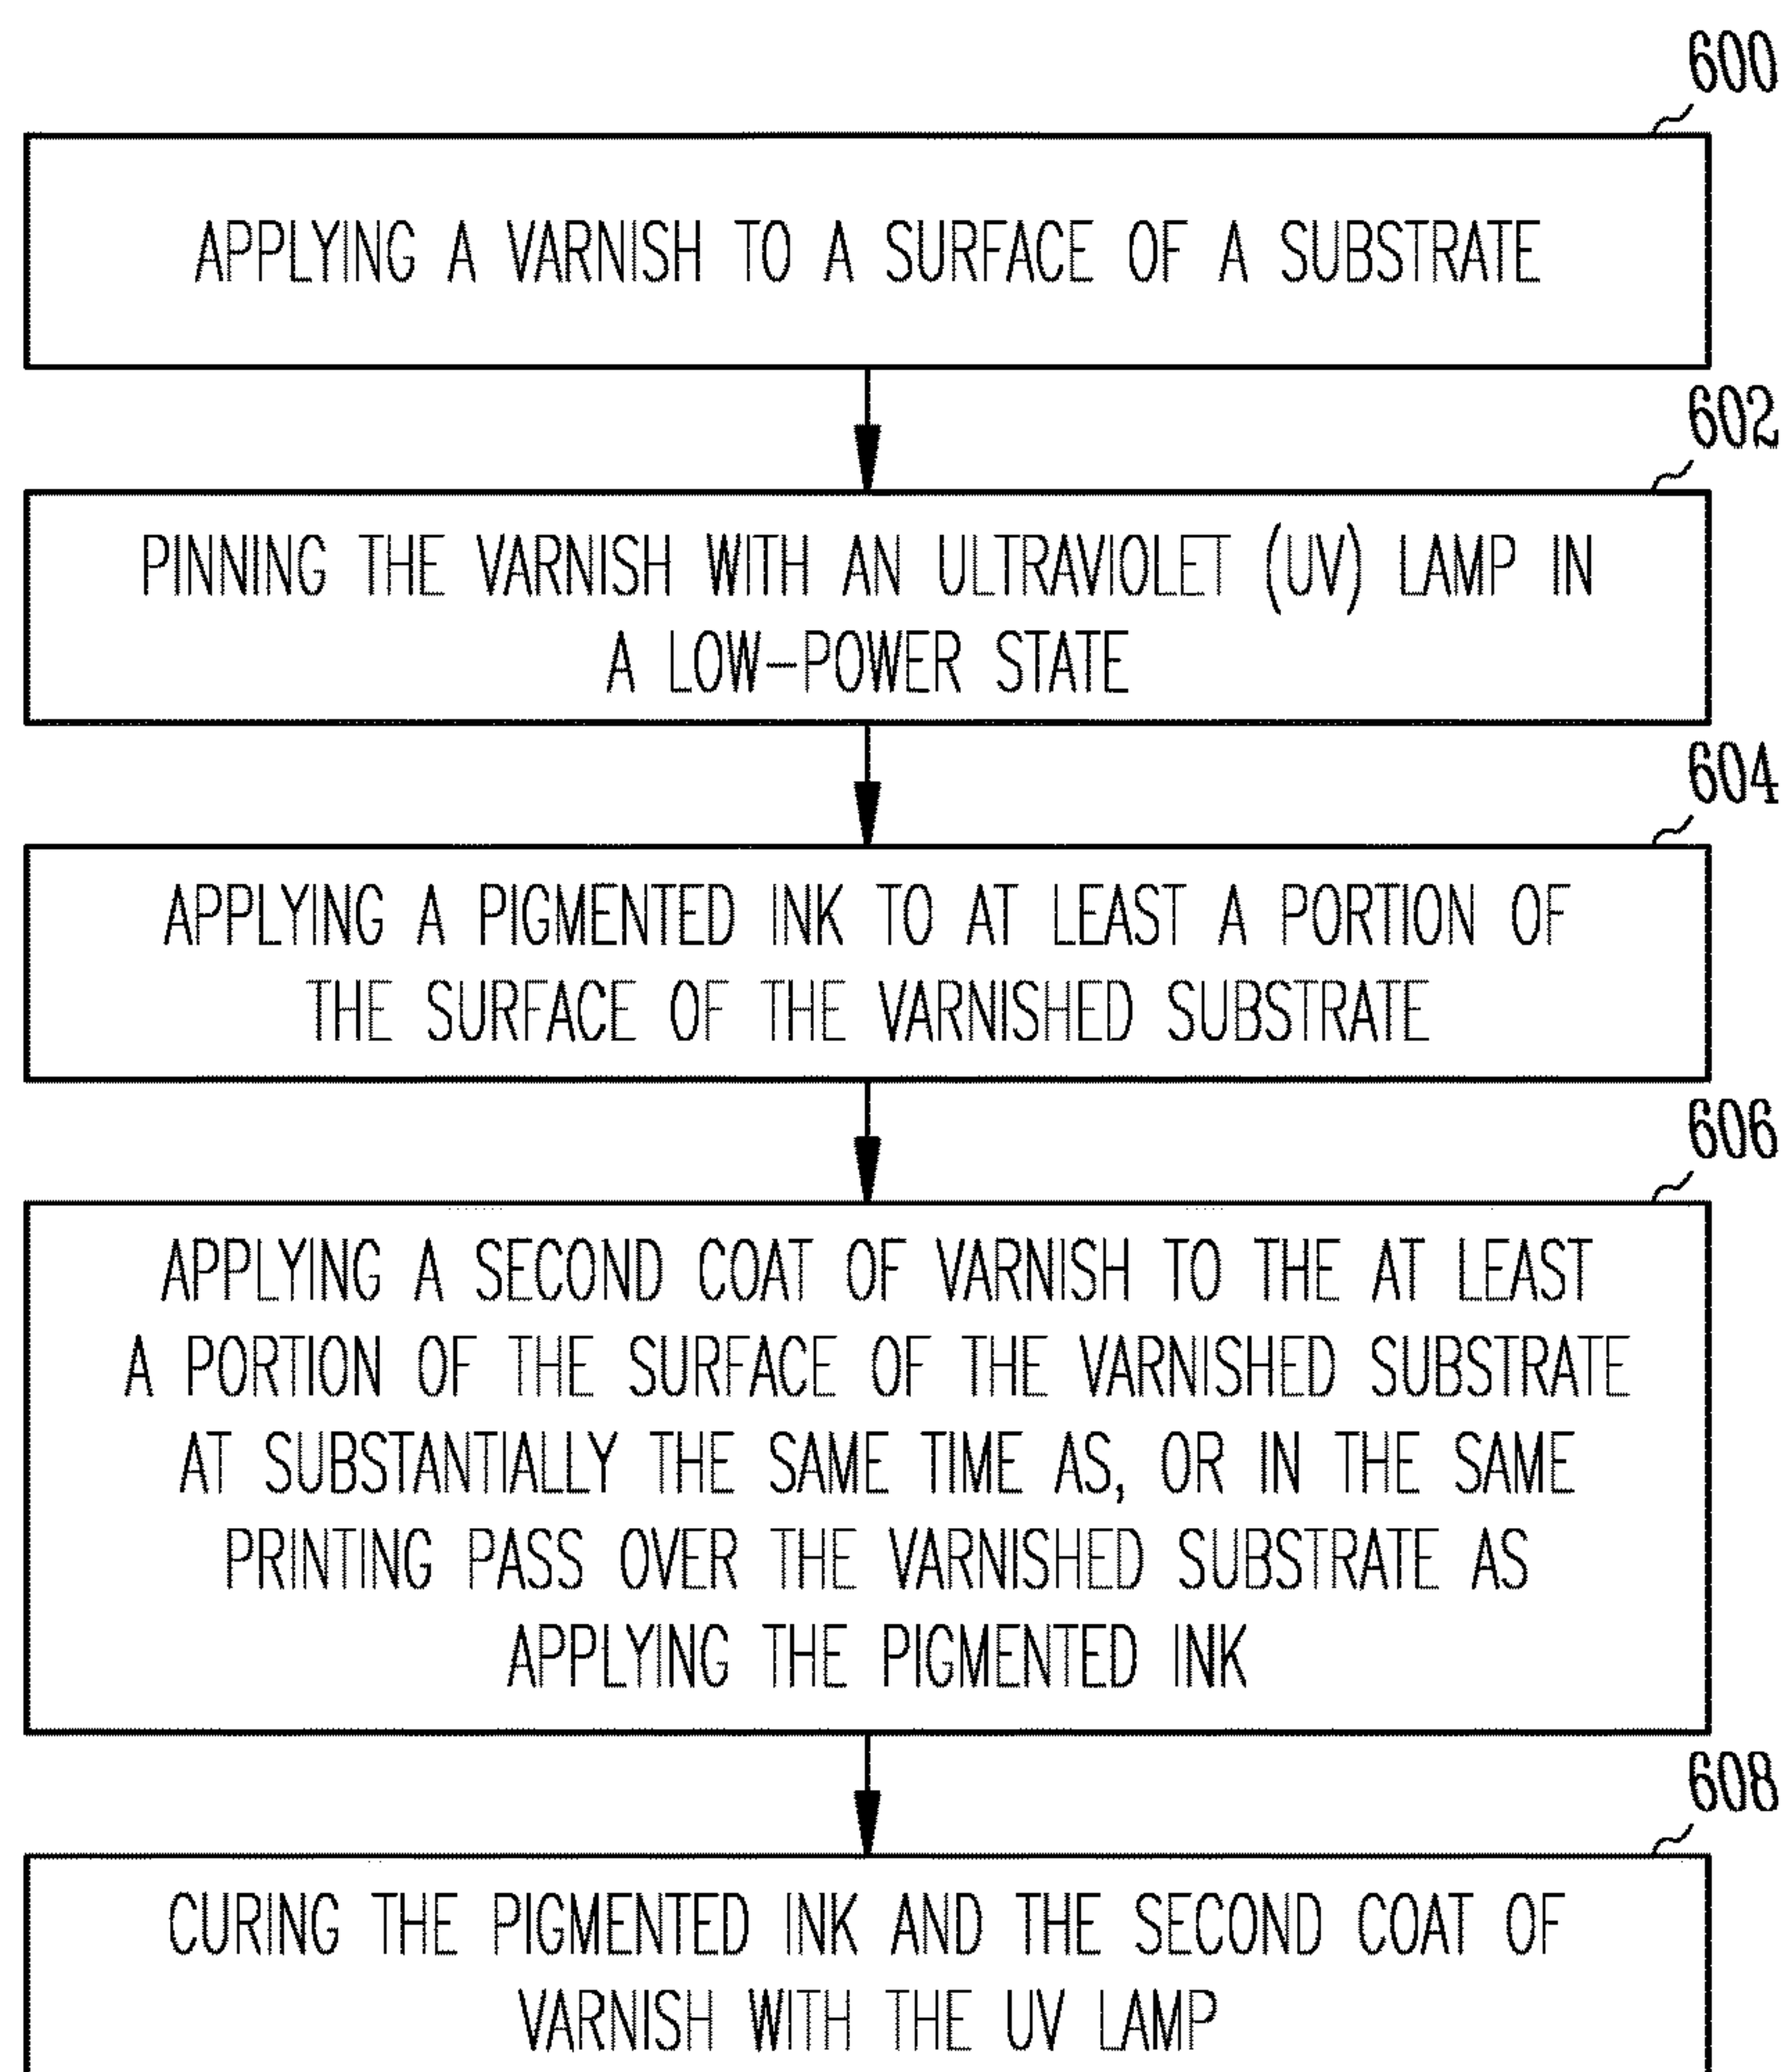 600
APPLYING A VARNISH TO A SURFACE OF A SUBSTRATE
602
PINNING THE VARNISH WITH AN ULTRAVIOLET (UV) LAMP IN
A LOW-POWER STATE
604
APPLYING A PIGMENTED INK TO AT LEAST A PORTION OF
THE SURFACE OF THE VARNISHED SUBSTRATE
606
APPLYING A SECOND COAT OF VARNISH TO THE AT LEAST
A PORTION OF THE SURFACE OF THE VARNISHED SUBSTRATE
AT SUBSTANTIALLY THE SAME TIME AS, OR IN THE SAME
PRINTING PASS OVER THE VARNISHED SUBSTRATE AS
APPLYING THE PIGMENTED INK
608
CURING THE PIGMENTED INK AND THE SECOND COAT OF
VARNISH WITH THE UV LAMP